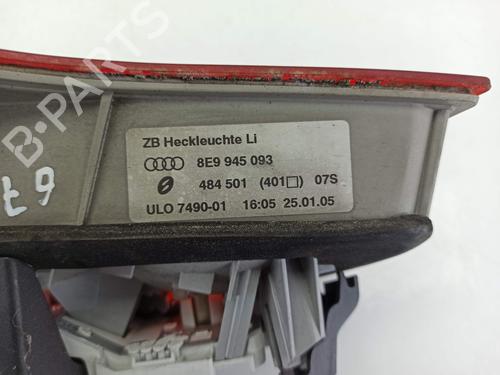 B-PARTS
ZB Heckleuchte Li
8E9 945 093
484 501 (401□) 07S
ULO 7490-01 16:05 25.01.05